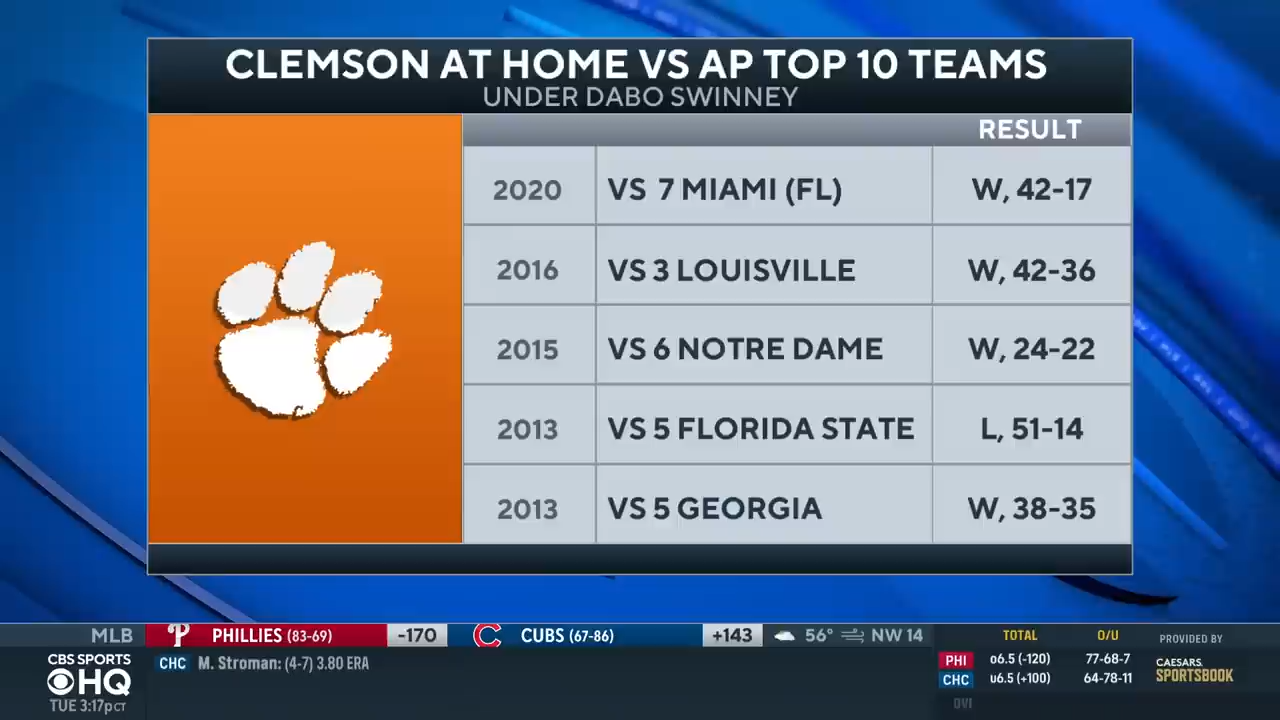 CLEMSON AT HOME VS AP TOP 10 TEAMS
UNDER DABO SWINNEY
RESULT
2020 VS 7 MIAMI (FL) W, 42-17
2016 VS 3 LOUISVILLE W, 42-36
2015 VS 6 NOTRE DAME W, 24-22
2013 VS 5 FLORIDA STATE L, 51-14
2013 VS 5 GEORGIA W, 38-35
MLB P PHILLIES (83-69) -170 C CUBS (67-86) +143 56° NW 14
CBS SPORTS
HQ
TUE 3:17PCT
CHC M. Stroman: (4-7) 3.80 ERA
TOTAL O/U
PHI o6.5 (-120) 77-68-7
CHC u6.5 (+100) 64-78-11
PROVIDED BY
CAESARS
SPORTSBOOK